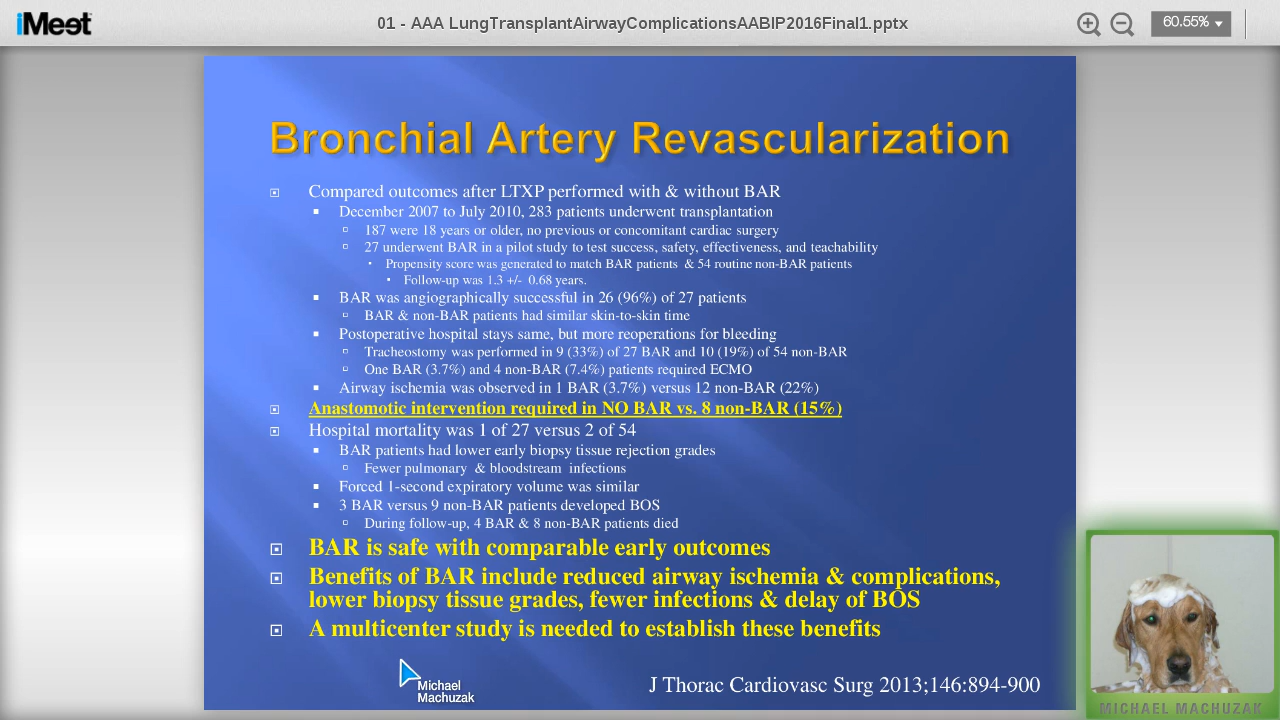 iMeet
01 - AAA LungTransplantAirwayComplicationsAABIP2016Final1.pptx
60.55%
Bronchial Artery Revascularization
Compared outcomes after LTXP performed with & without BAR
December 2007 to July 2010, 283 patients underwent transplantation
187 were 18 years or older, no previous or concomitant cardiac surgery
27 underwent BAR in a pilot study to test success, safety, effectiveness, and teachability
Propensity score was generated to match BAR patients & 54 routine non-BAR patients
Follow-up was 1.3 +/- 0.68 years.
BAR was angiographically successful in 26 (96%) of 27 patients
BAR & non-BAR patients had similar skin-to-skin time
Postoperative hospital stays same, but more reoperations for bleeding
Tracheostomy was performed in 9 (33%) of 27 BAR and 10 (19%) of 54 non-BAR
One BAR (3.7%) and 4 non-BAR (7.4%) patients required ECMO
Airway ischemia was observed in 1 BAR (3.7%) versus 12 non-BAR (22%)
Anastomotic intervention required in NO BAR vs. 8 non-BAR (15%)
Hospital mortality was 1 of 27 versus 2 of 54
BAR patients had lower early biopsy tissue rejection grades
Fewer pulmonary & bloodstream infections
Forced 1-second expiratory volume was similar
3 BAR versus 9 non-BAR patients developed BOS
During follow-up, 4 BAR & 8 non-BAR patients died
BAR is safe with comparable early outcomes
Benefits of BAR include reduced airway ischemia & complications,
lower biopsy tissue grades, fewer infections & delay of BOS
A multicenter study is needed to establish these benefits
Michael
Machuzak
J Thorac Cardiovasc Surg 2013;146:894-900
MICHAEL MACHUZAK